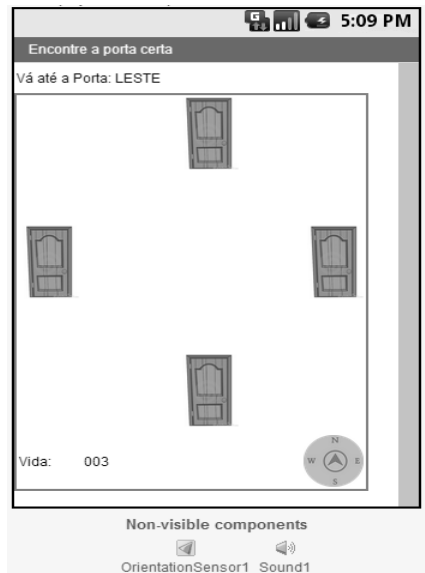 5:09 PM
Encontre a porta certa
Vá até a Porta: LESTE
Vida: 003
N
W E
S
Non-visible components
OrientationSensor1 Sound1